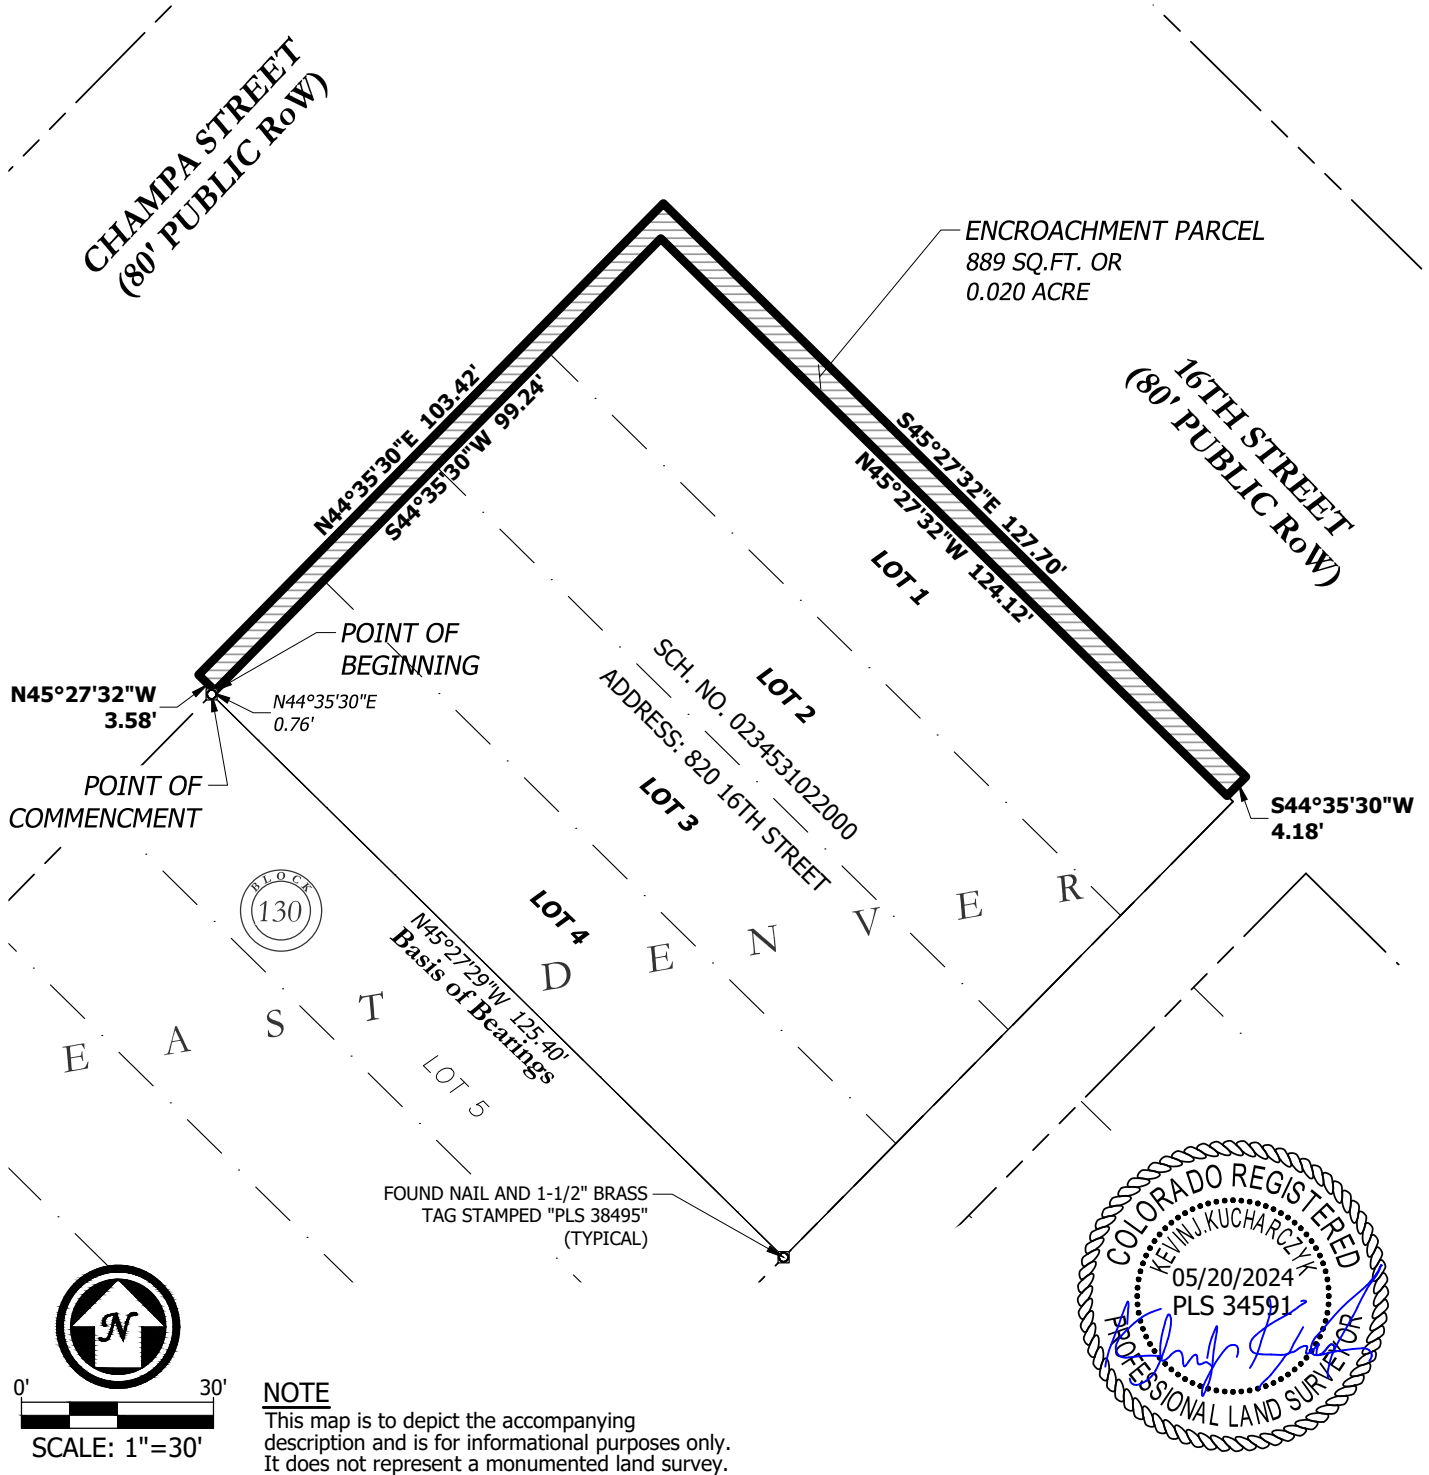 CHAMPA STREET
(80' PUBLIC RoW)
ENCROACHMENT PARCEL
889 SQ.FT. OR
0.020 ACRE
16TH STREET
(80' PUBLIC RoW)
N44°35'30"E 103.42'
S44°35'30"W 99.24'
S45°27'32"E 127.70'
N45°27'32"W 124.12'
LOT 1
POINT OF
BEGINNING
N45°27'32"W
3.58'
N44°35'30"E
0.76'
SCH. NO. 0234531022000
ADDRESS: 820 16TH STREET
LOT 2
LOT 3
POINT OF
COMMENCMENT
S44°35'30"W
4.18'
BLOCK
130
LOT 4
N45°27'29"W 125.40'
Basis of Bearings
EAST DENVER
LOT 5
FOUND NAIL AND 1-1/2" BRASS
TAG STAMPED "PLS 38495"
(TYPICAL)
COLORADO REGISTERED
KEVIN J. KUCHARCZYK
05/20/2024
PLS 34591
PROFESSIONAL LAND SURVEYOR
N
0' 30'
SCALE: 1"=30'
NOTE
This map is to depict the accompanying
description and is for informational purposes only.
It does not represent a monumented land survey.